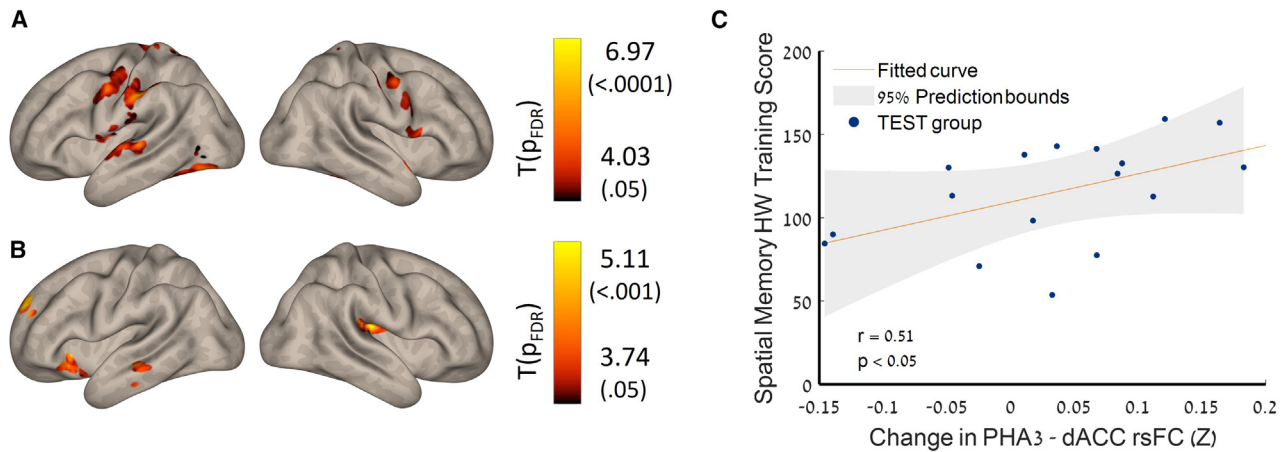 A
T(pFDR)
6.97
(<.0001)
4.03
(.05)
B
T(pFDR)
5.11
(<.001)
3.74
(.05)
C
Spatial Memory HW Training Score
200
150
100
50
0
Fitted curve
95% Prediction bounds
TEST group
r = 0.51
p < 0.05
-0.15 -0.1 -0.05 0 0.05 0.1 0.15 0.2
Change in PHA3 - dACC rsFC (Z)